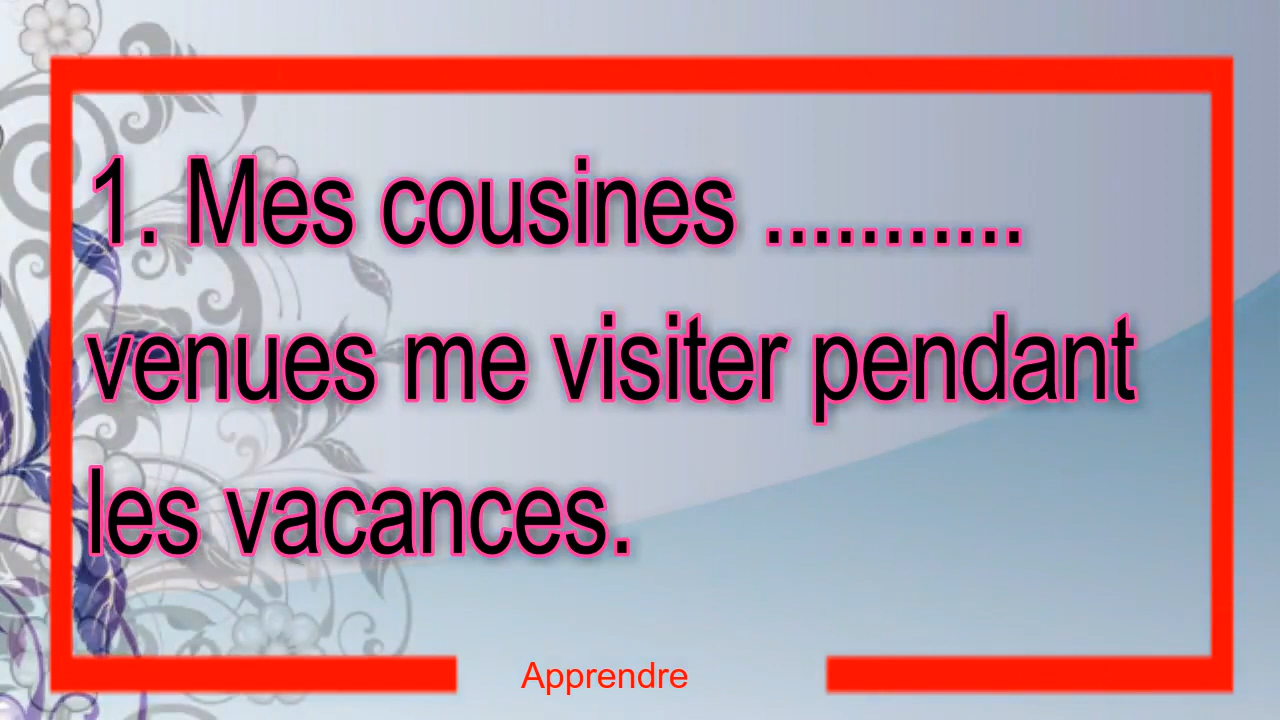 1. Mes cousines ...........
venues me visiter pendant
les vacances.
Apprendre